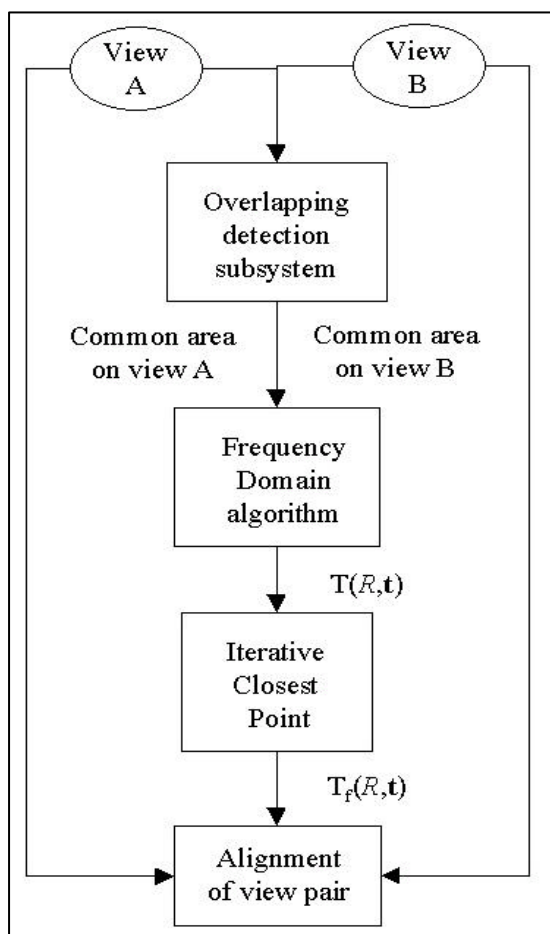 View
A
View
B
Overlapping
detection
subsystem
Common area
on view A
Common area
on view B
Frequency
Domain
algorithm
T(R,t)
Iterative
Closest
Point
T_f(R,t)
Alignment
of view pair